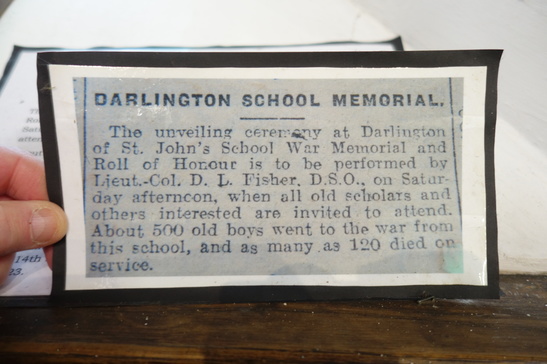 DARLINGTON SCHOOL MEMORIAL.
The unveiling ceremony at Darlington
of St. John's School War Memorial and
Roll of Honour is to be performed by
Lieut.-Col. D. L. Fisher, D.S.O., on Satur-
day afternoon, when all old scholars and
others interested are invited to attend.
About 500 old boys went to the war from
this school, and as many as 120 died on
service.
14th